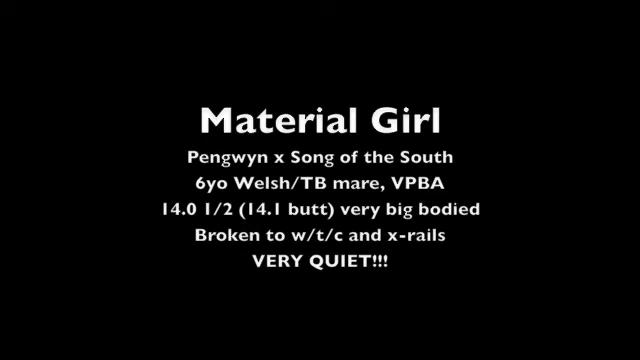 Material Girl
Pengwyn x Song of the South
6yo Welsh/TB mare, VPBA
14.0 1/2 (14.1 butt) very big bodied
Broken to w/t/c and x-rails
VERY QUIET!!!